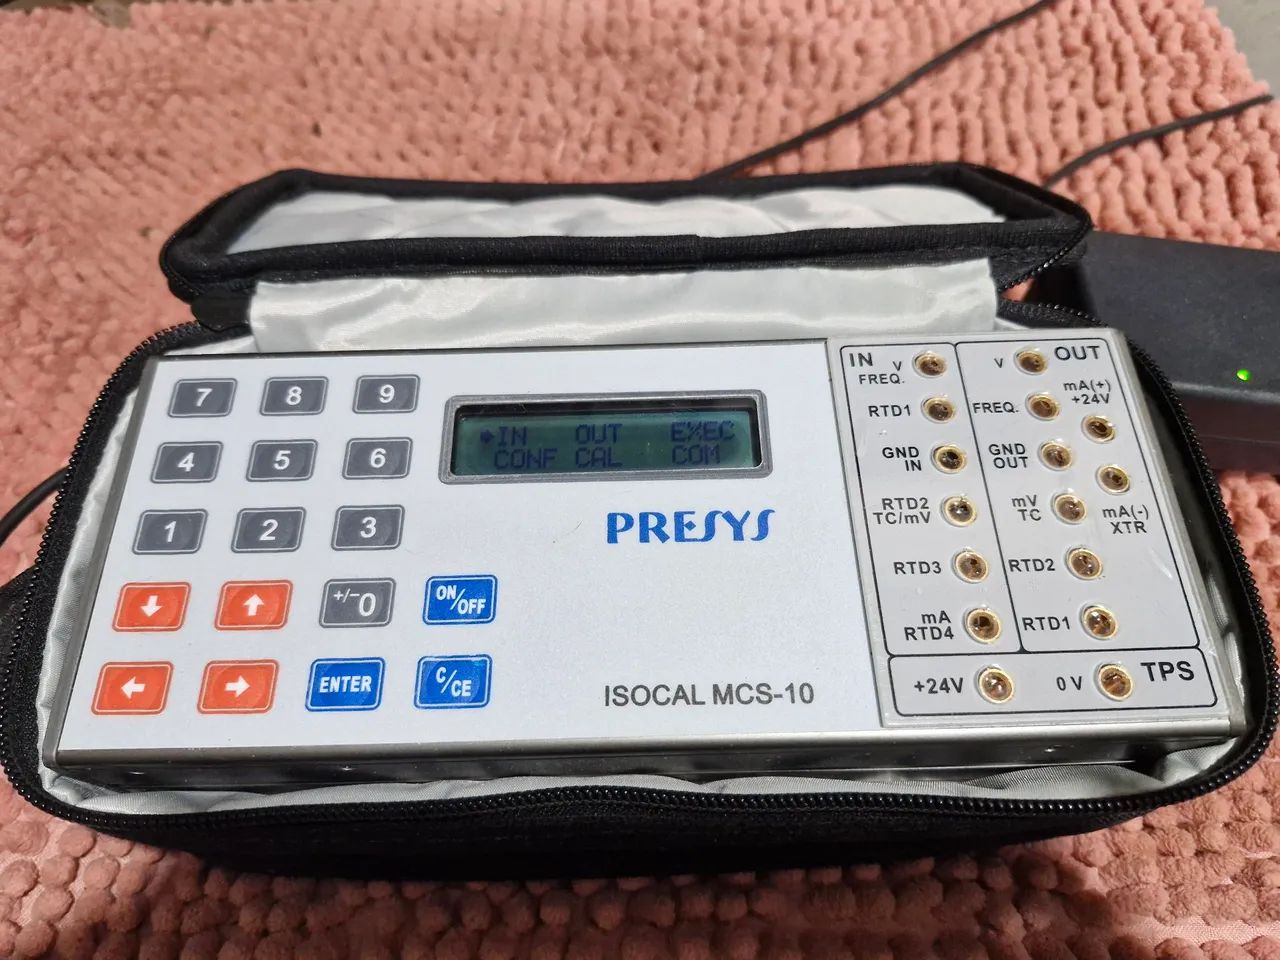 7 8 9
4 5 6
1 2 3
+/-0
ON/OFF
ENTER
C/CE
IN OUT EXEC
CONF CAL COM
PRESYS
ISOCAL MCS-10
IN V
FREQ.
RTD1
GND
IN
RTD2
TC/mV
RTD3
mA
RTD4
V OUT
mA(+)
+24V
FREQ.
GND
OUT
mV
TC
mA(-)
XTR
RTD2
RTD1
+24V
0 V
TPS